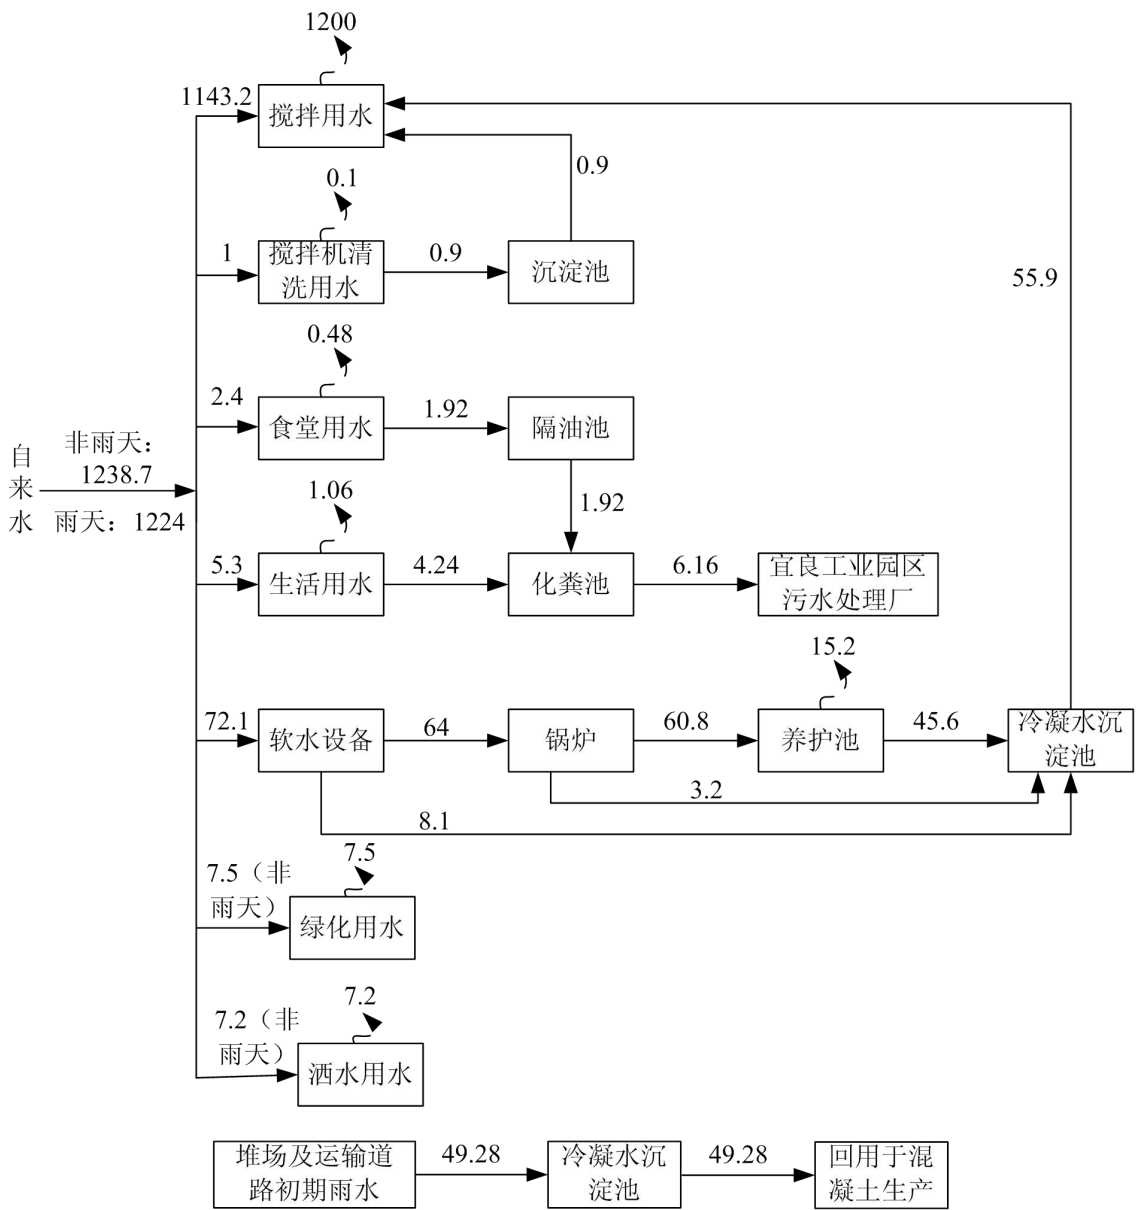 1200
1143.2
搅拌用水
0.9
0.1
1
搅拌机清
洗用水
0.9
沉淀池
55.9
0.48
2.4
食堂用水
1.92
隔油池
自
来
水
非雨天：
1238.7
雨天：1224
1.06
1.92
5.3
生活用水
4.24
化粪池
6.16
宜良工业园区
污水处理厂
15.2
72.1
软水设备
64
锅炉
60.8
养护池
45.6
冷凝水沉
淀池
3.2
8.1
7.5
7.5（非
雨天）
绿化用水
7.2
7.2（非
雨天）
洒水用水
堆场及运输道
路初期雨水
49.28
冷凝水沉
淀池
49.28
回用于混
凝土生产